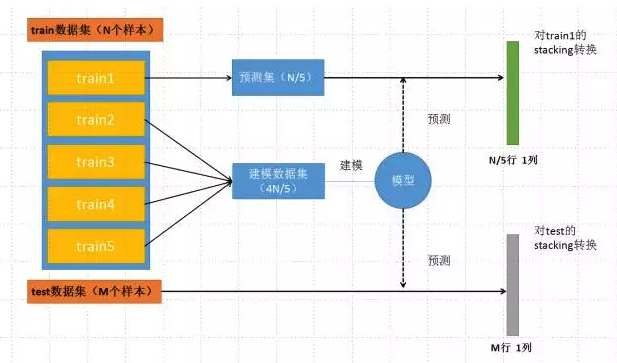 train数据集（N个样本）
train1
train2
train3
train4
train5
test数据集（M个样本）
预测集（N/5）
建模数据集
（4N/5）
建模
模型
预测
预测
对train1的
stacking转换
N/5行 1列
对test的
stacking转换
M行 1列